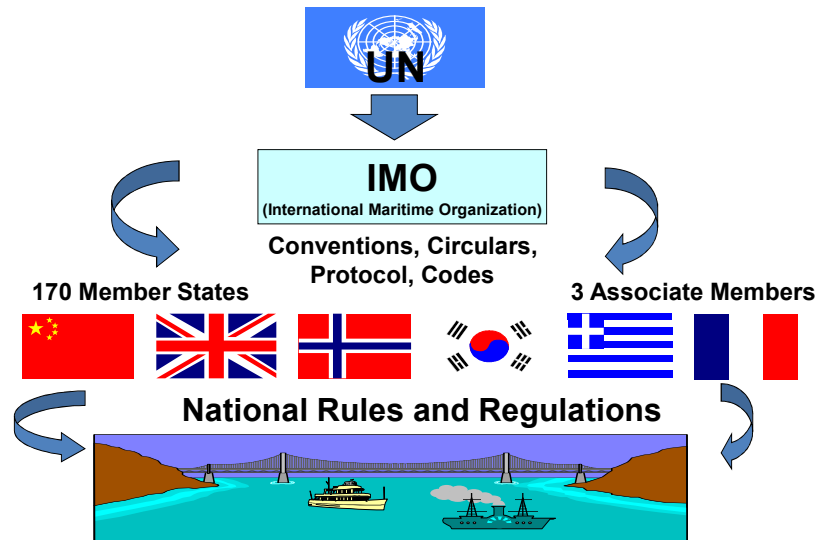 UN
IMO
(International Maritime Organization)
Conventions, Circulars,
Protocol, Codes
170 Member States
3 Associate Members
National Rules and Regulations